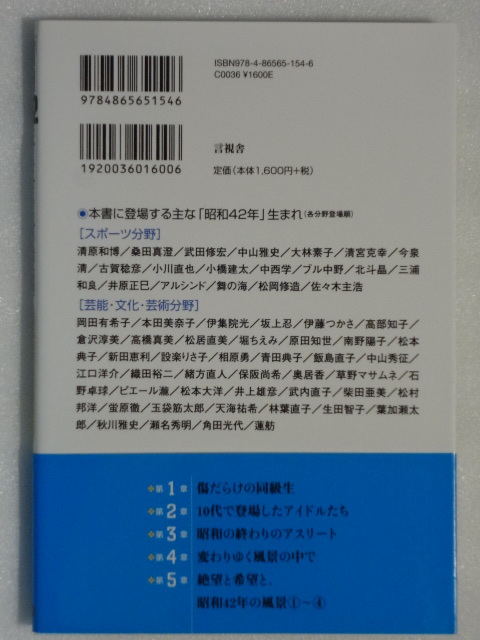 ISBN978-4-86565-154-6
C0036 ¥1600E
9784865651546
言視舎
1920036016006
定価（本体1,600円+税）
●本書に登場する主な「昭和42年」生まれ（各分野登場順）
［スポーツ分野］
清原和博／桑田真澄／武田修宏／中山雅史／大林素子／清宮克幸／今泉
清／古賀稔彦／小川直也／小橋建太／中西学／ブル中野／北斗晶／三浦
和良／井原正巳／アルシンド／舞の海／松岡修造／佐々木主浩
［芸能・文化・芸術分野］
岡田有希子／本田美奈子／伊集院光／坂上忍／伊藤つかさ／高部知子／
倉沢淳美／高橋真美／松居直美／堀ちえみ／原田知世／南野陽子／松本
典子／新田恵利／設楽りさ子／相原勇／青田典子／飯島直子／中山秀征／
江口洋介／織田裕二／緒方直人／保阪尚希／奥居香／草野マサムネ／石
野卓球／ピエール瀧／松本大洋／井上雄彦／武内直子／柴田亜美／松村
邦洋／蛍原徹／玉袋筋太郎／天海祐希／林葉直子／生田智子／葉加瀬太
郎／秋川雅史／瀬名秀明／角田光代／蓮舫
第1章 傷だらけの同級生
第2章 10代で登場したアイドルたち
第3章 昭和の終わりのアスリート
第4章 変わりゆく風景の中で
第5章 絶望と希望と、
昭和42年の風景①〜④